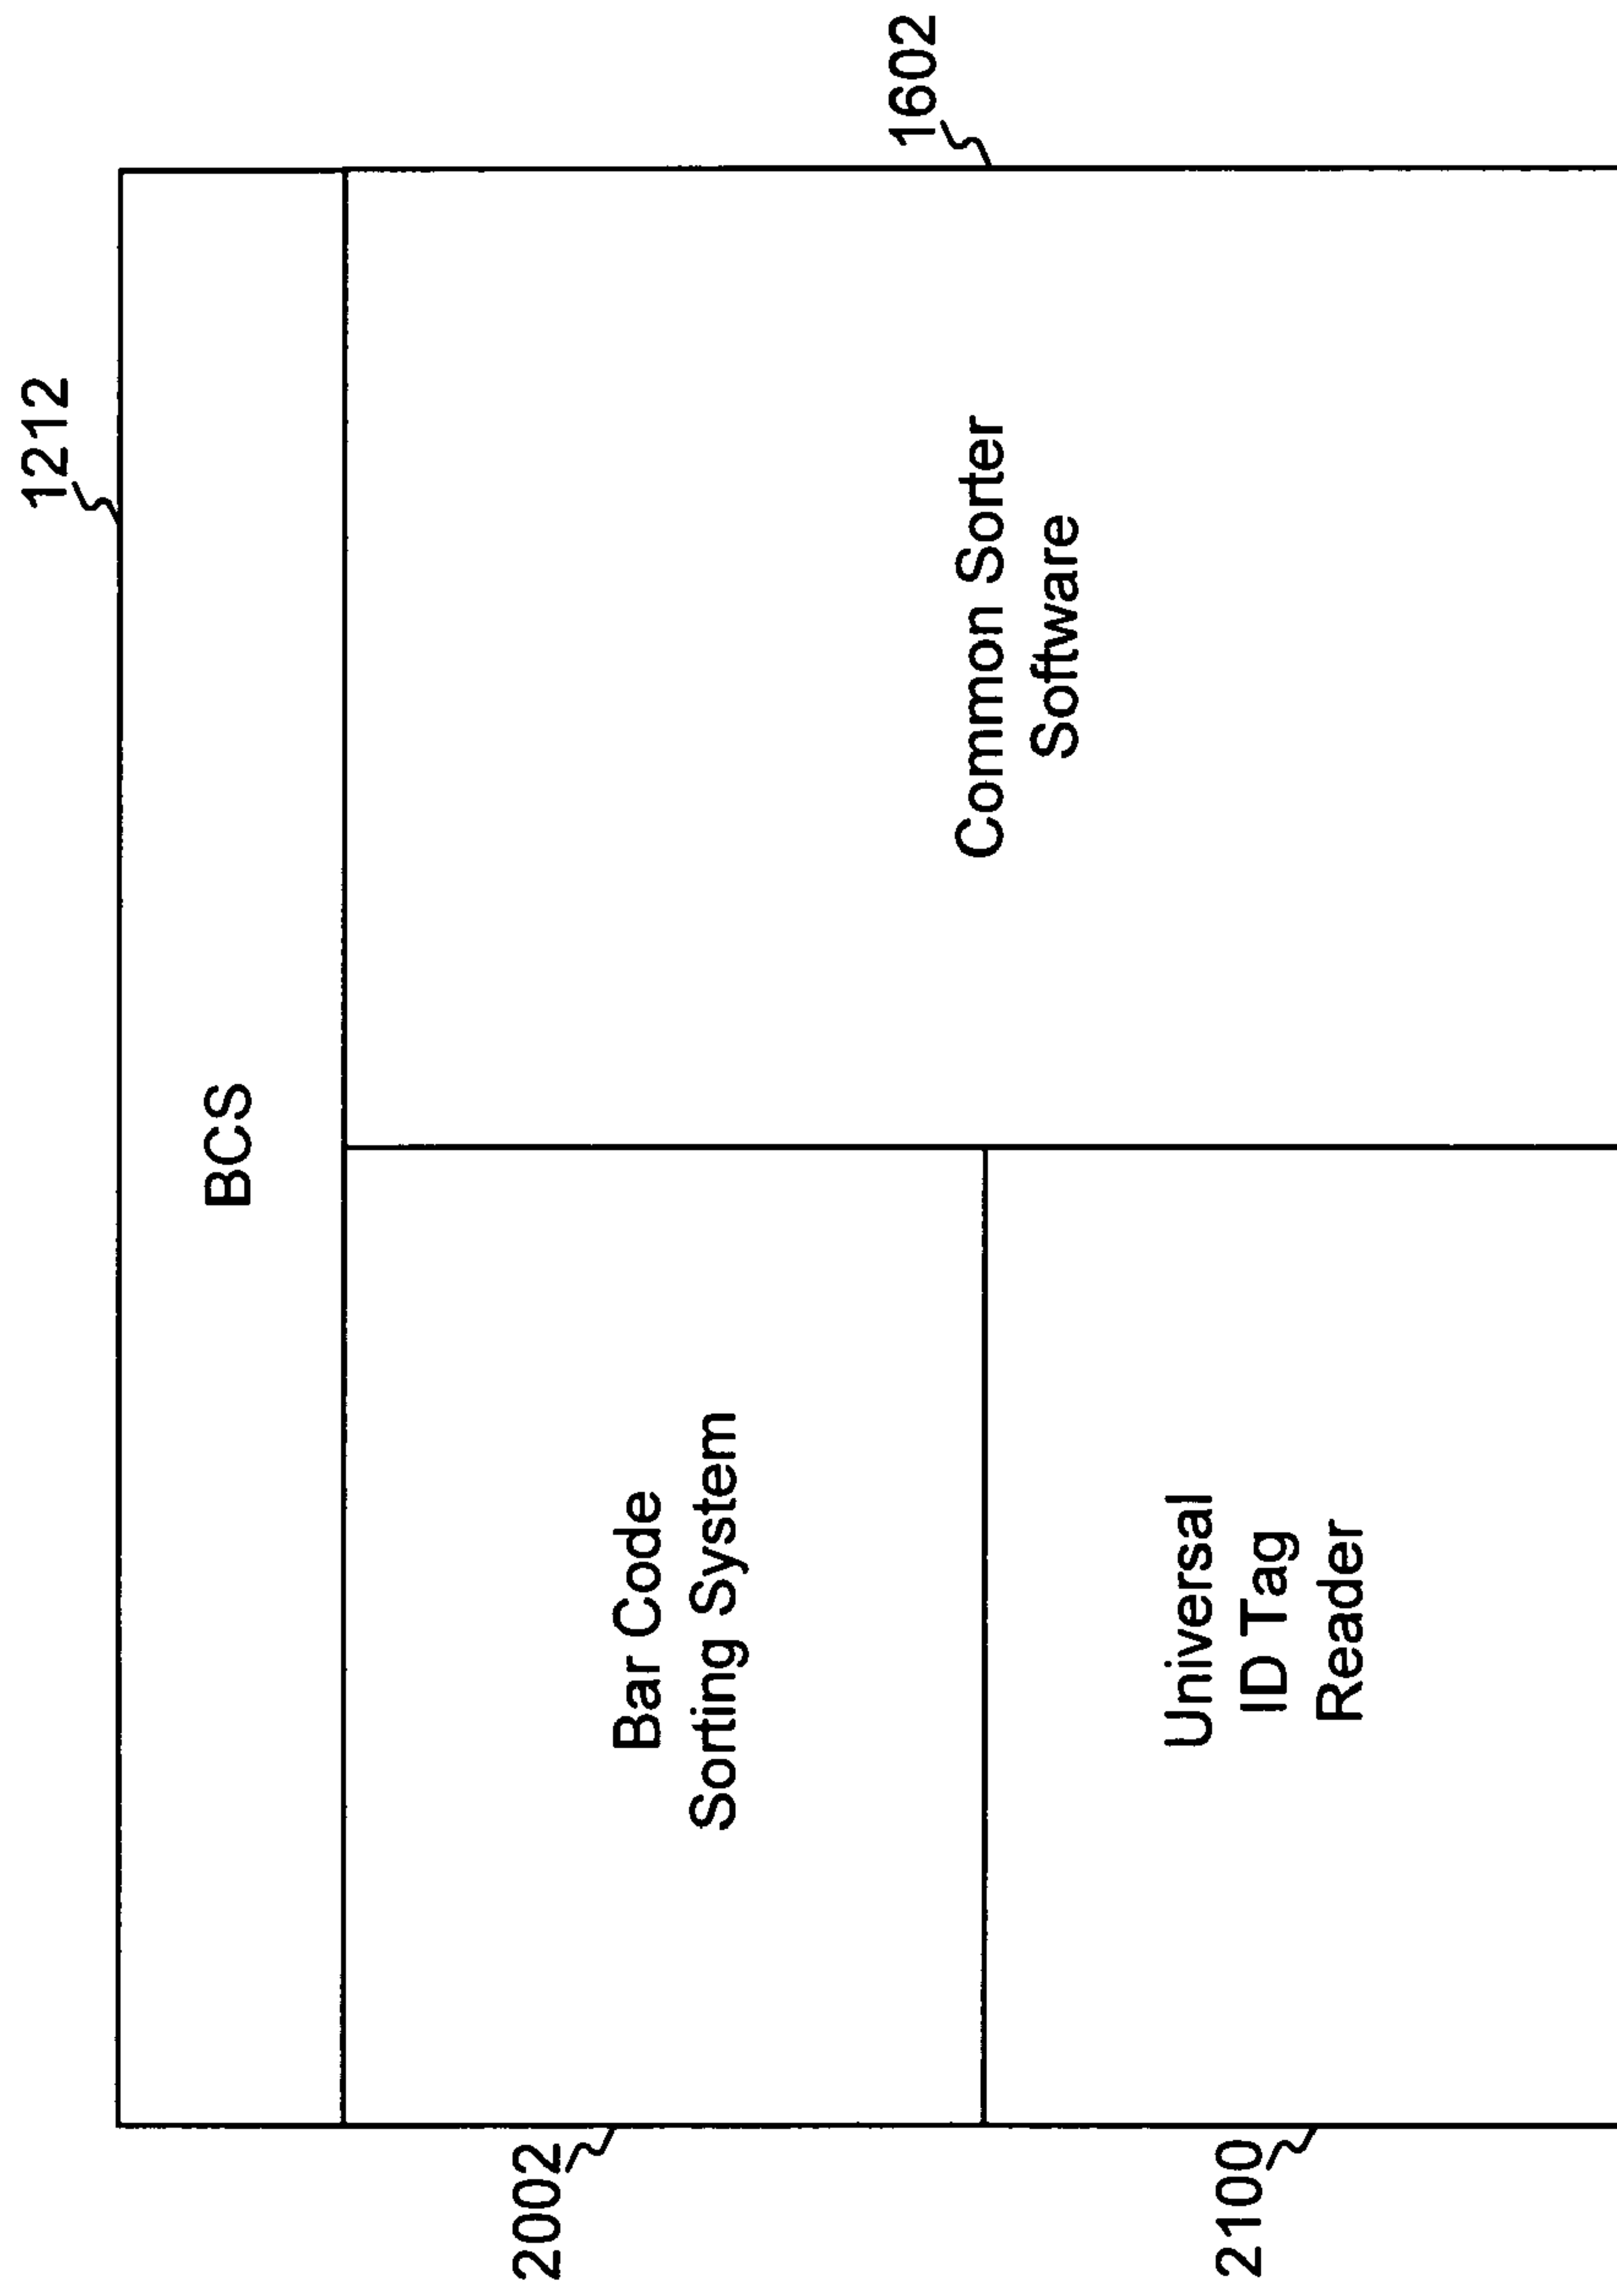 1212
BCS
2002
Bar Code
Sorting System
Common Sorter
Software
1602
2100
Universal
ID Tag
Reader